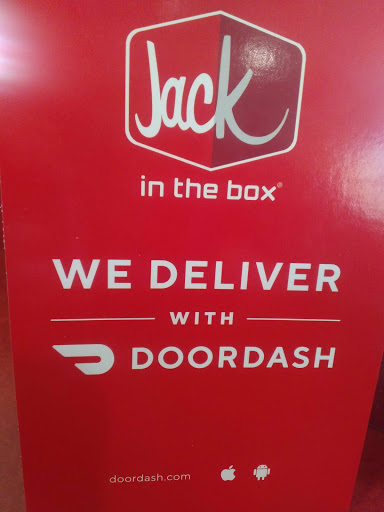 Jack
in the box®
WE DELIVER
WITH
DOORDASH
doordash.com